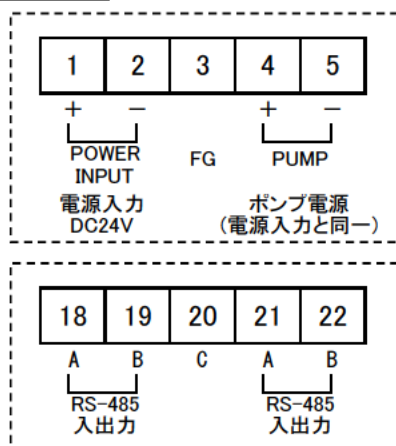 1 2 3 4 5
+ − + −
POWER INPUT FG PUMP
電源入力 ポンプ電源
DC24V (電源入力と同一)
18 19 20 21 22
A B C A B
RS-485 RS-485
入出力 入出力